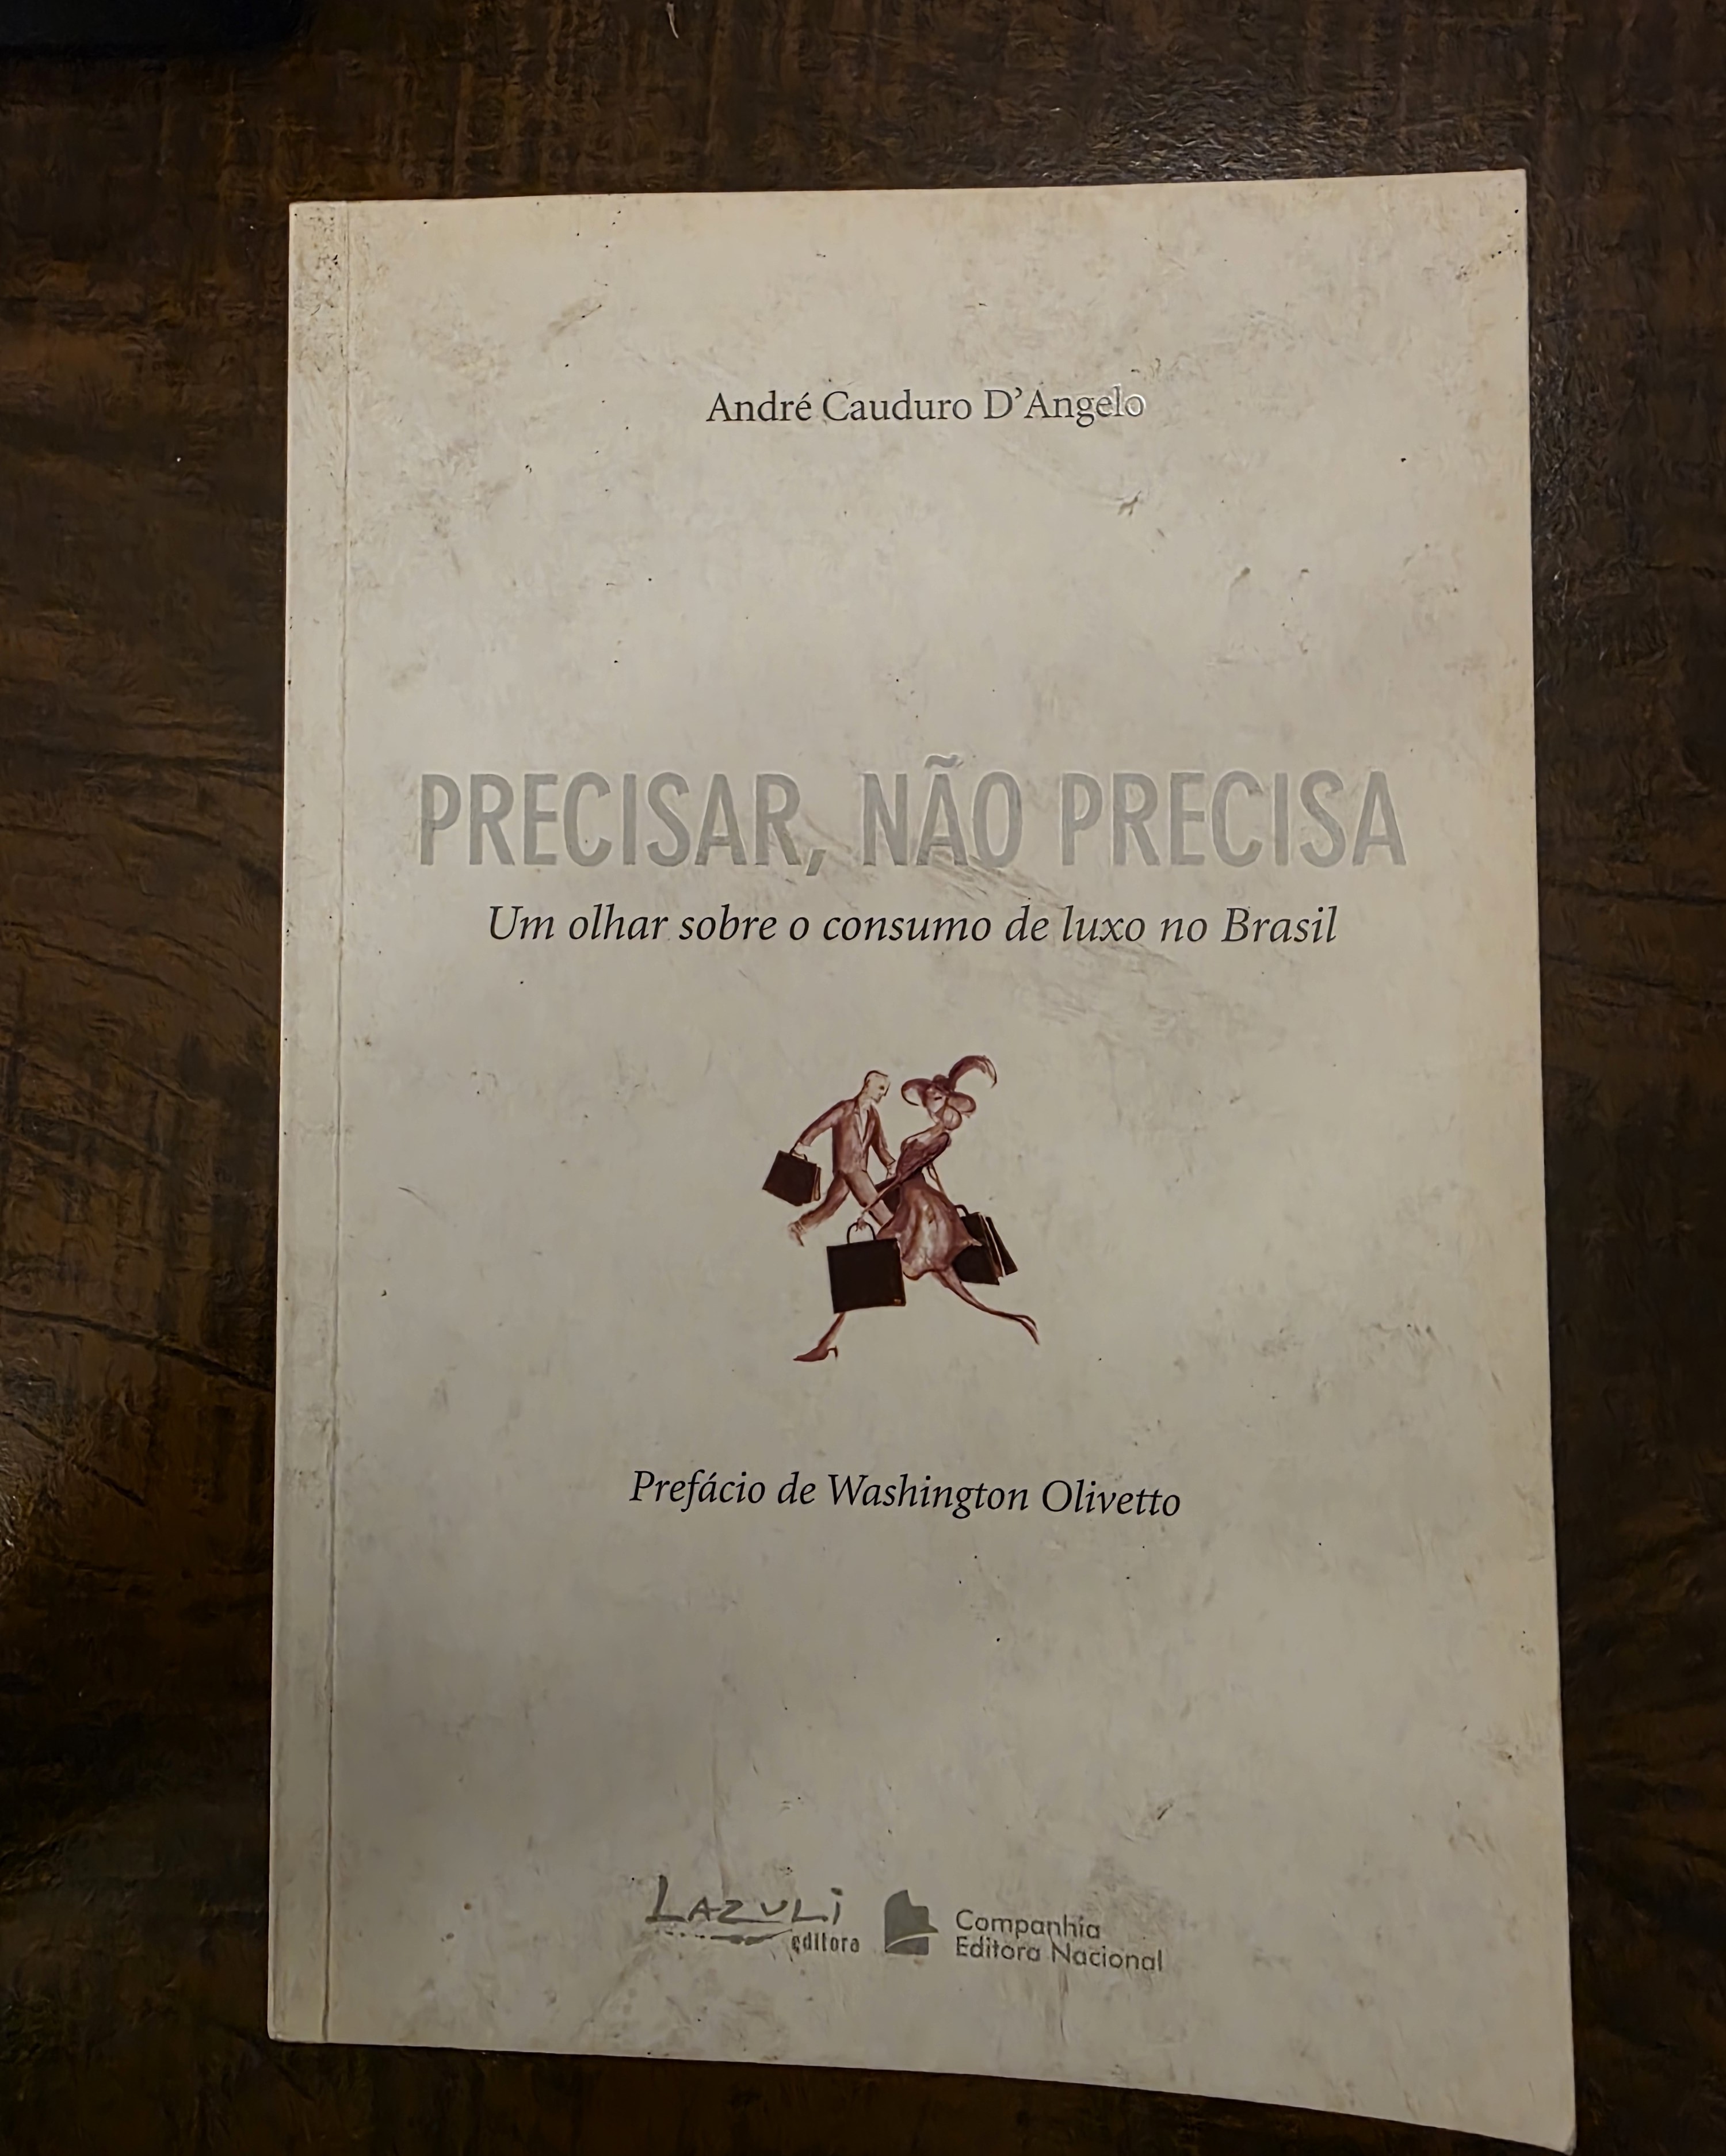 André Cauduro D’Angelo
PRECISAR, NÃO PRECISA
Um olhar sobre o consumo de luxo no Brasil
Prefácio de Washington Olivetto
LAZULI
editora
Companhia
Editora Nacional